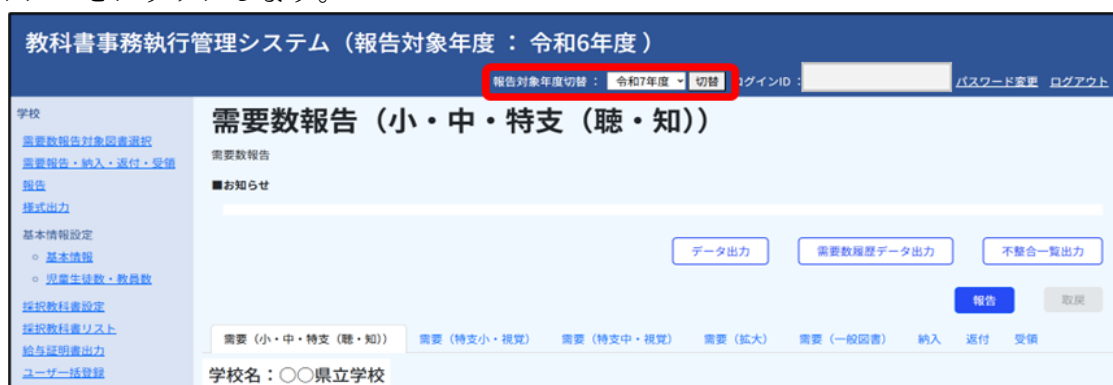 教科書事務執行管理システム（報告対象年度 ： 令和6年度 ）
報告対象年度切替 ： 令和7年度 切替 ログインID ： パスワード変更 ログアウト
学校
需要数報告対象図書選択
需要報告・納入・返付・受領
報告
様式出力
基本情報設定
基本情報
児童生徒数・教員数
採択教科書設定
採択教科書リスト
給与証明書出力
ユーザ一括登録
需要数報告（小・中・特支（聴・知））
需要数報告
■お知らせ
データ出力 需要数履歴データ出力 不整合一覧出力
報告 取戻
需要（小・中・特支（聴・知）） 需要（特支小・視覚） 需要（特支中・視覚） 需要（拡大） 需要（一般図書） 納入 返付 受領
学校名：〇〇県立学校